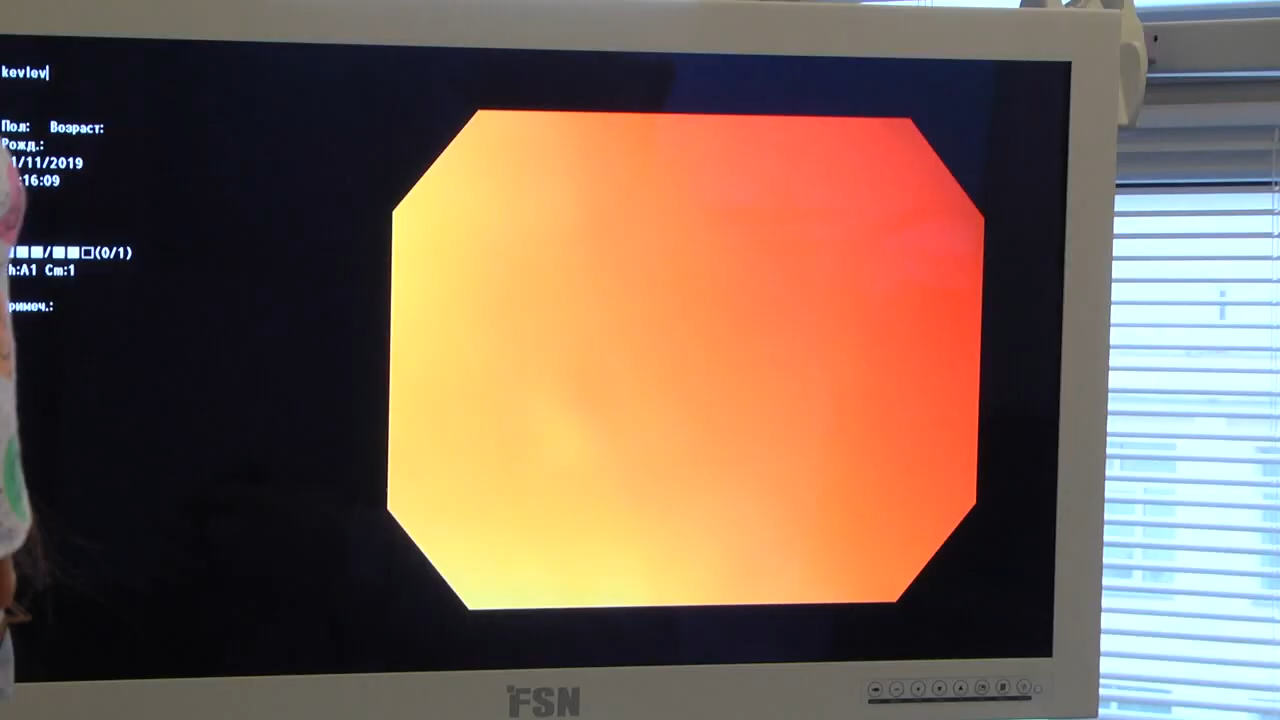 kevlev
Пол: Возраст:
Рожд.:
1/11/2019
:16:09
■■/■■□(0/1)
h:A1 Cm:1
римеч.:
FSN